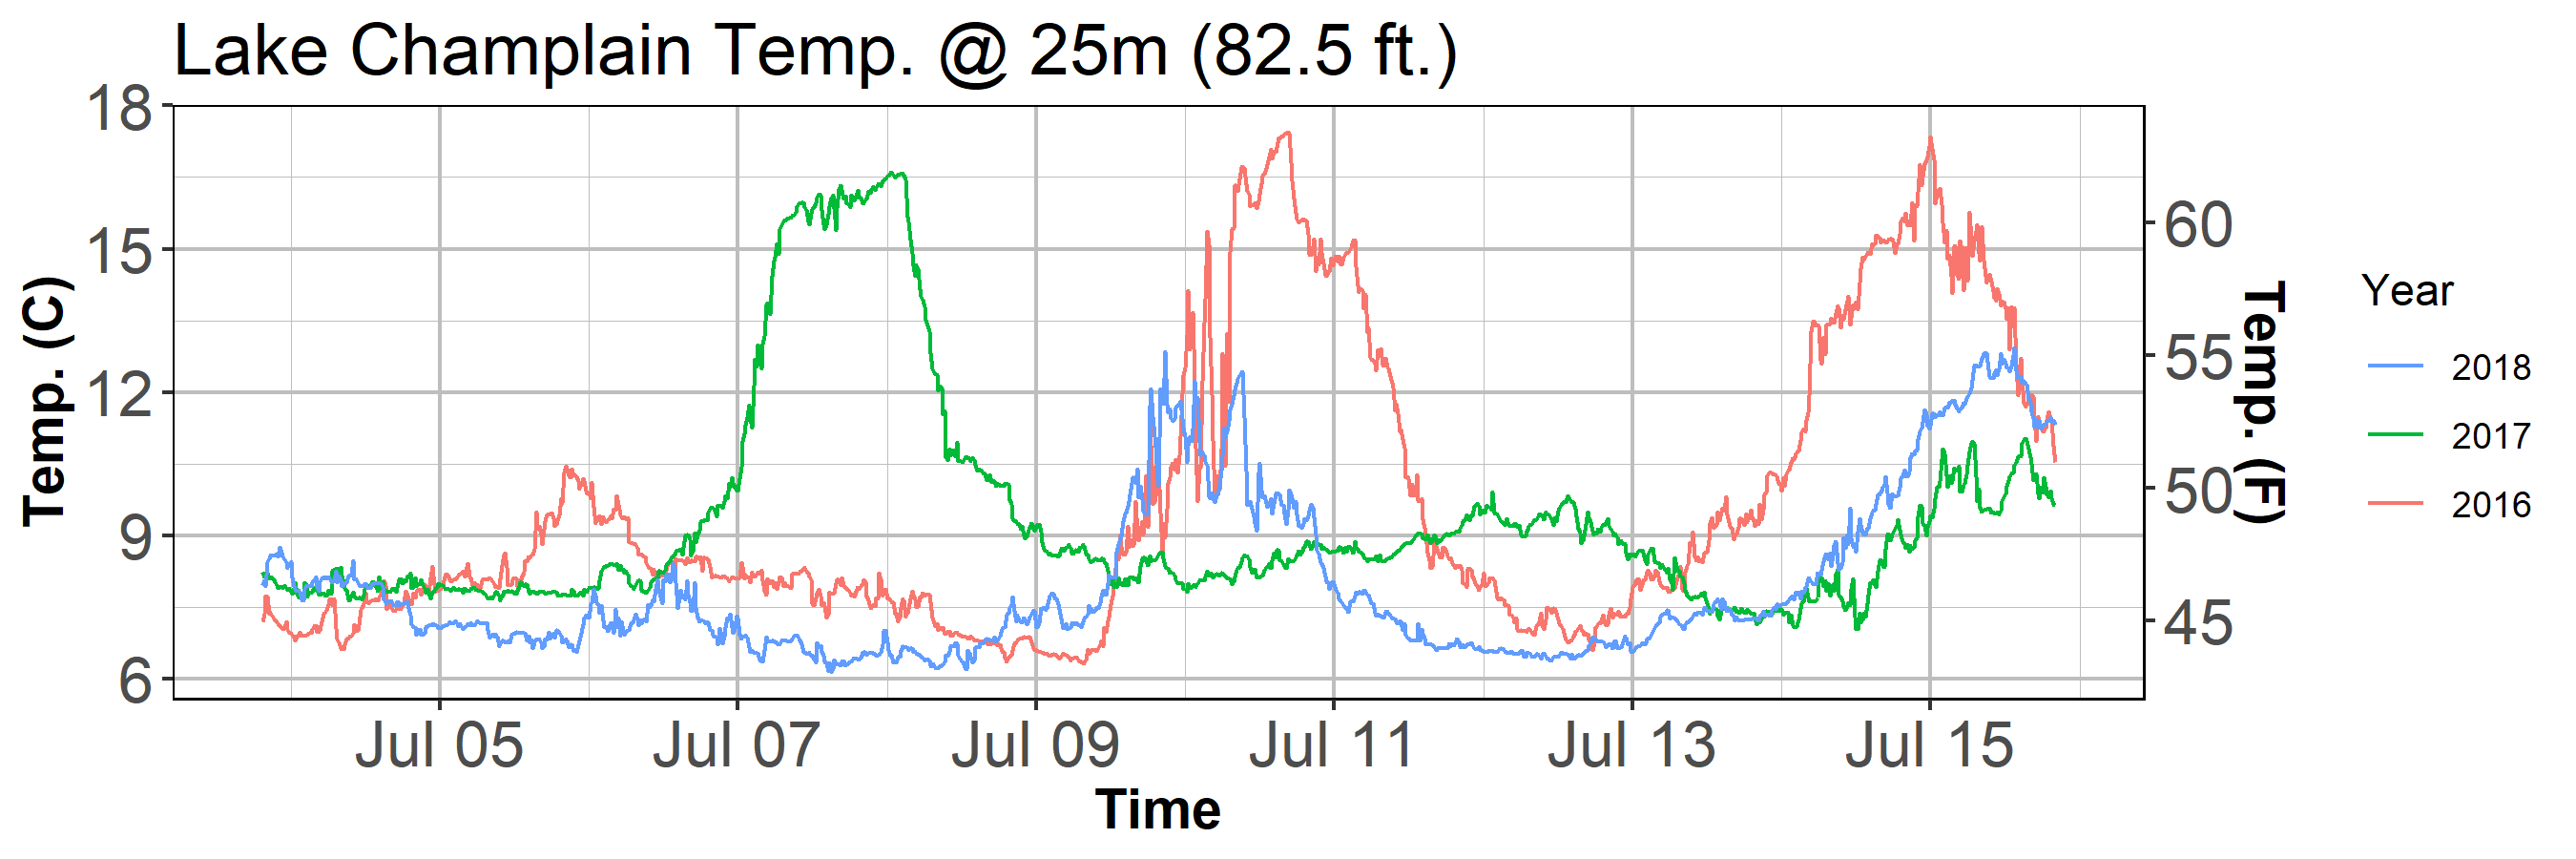 Lake Champlain Temp. @ 25m (82.5 ft.)
18
15
12
9
6
Temp. (C)
60
55
50
45
Temp. (F)
Jul 05 Jul 07 Jul 09 Jul 11 Jul 13 Jul 15
Time
Year
2018
2017
2016